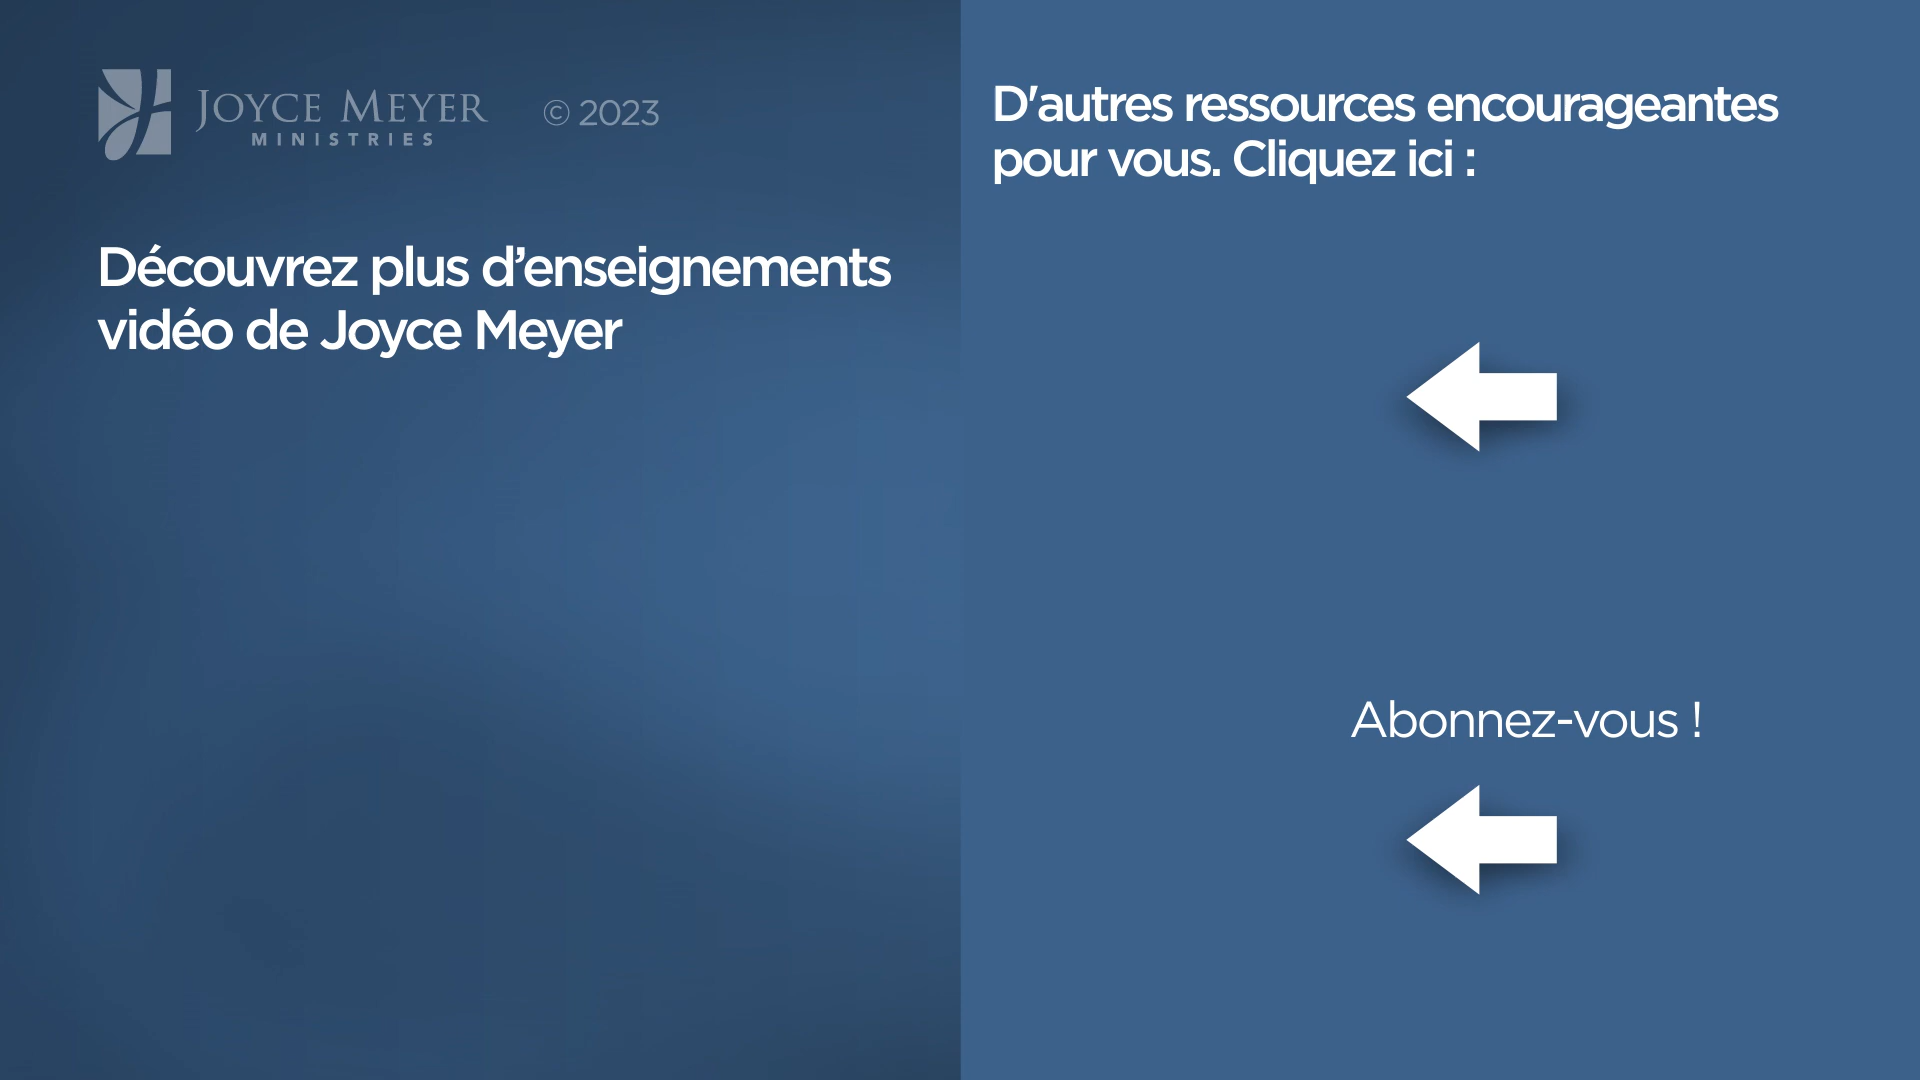 JOYCE MEYER
MINISTRIES
© 2023
Découvrez plus d’enseignements
vidéo de Joyce Meyer
D'autres ressources encourageantes
pour vous. Cliquez ici :
Abonnez-vous !